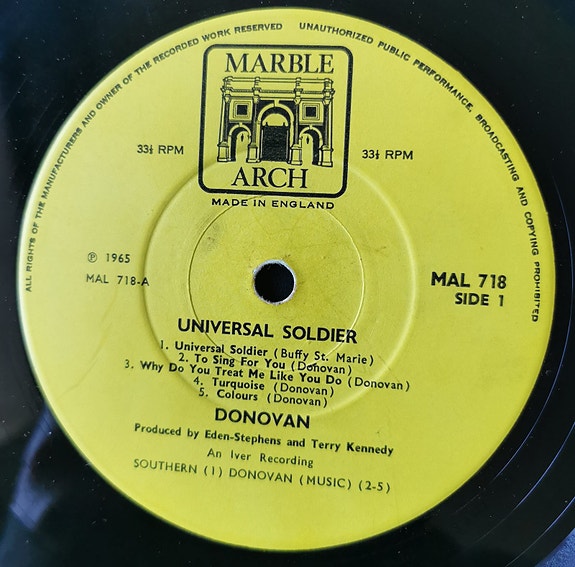 ALL RIGHTS OF THE MANUFACTURERS AND OWNER OF THE RECORDED WORK RESERVED UNAUTHORIZED PUBLIC PERFORMANCE, BROADCASTING AND COPYING PROHIBITED
MARBLE
ARCH
33⅓ RPM 33⅓ RPM
MADE IN ENGLAND
℗ 1965
MAL 718-A
MAL 718
SIDE 1
UNIVERSAL SOLDIER
1. Universal Soldier (Buffy St. Marie)
2. To Sing For You (Donovan)
3. Why Do You Treat Me Like You Do (Donovan)
4. Turquoise (Donovan)
5. Colours (Donovan)
DONOVAN
Produced by Eden-Stephens and Terry Kennedy
An Iver Recording
SOUTHERN (1) DONOVAN (MUSIC) (2-5)